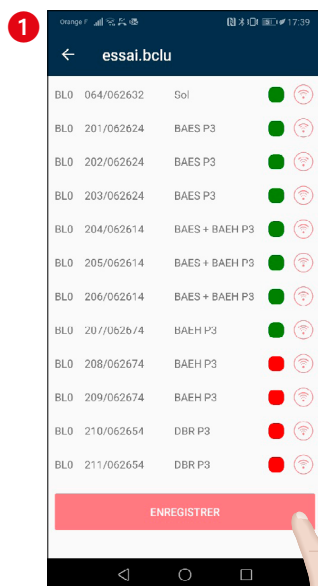 1
Orange F 17:39
← essai.bclu
BL0 064/062632 Sol
BL0 201/062624 BAES P3
BL0 202/062624 BAES P3
BL0 203/062624 BAES P3
BL0 204/062614 BAES + BAEH P3
BL0 205/062614 BAES + BAEH P3
BL0 206/062614 BAES + BAEH P3
BL0 207/062674 BAEH P3
BL0 208/062674 BAEH P3
BL0 209/062674 BAEH P3
BL0 210/062654 DBR P3
BL0 211/062654 DBR P3
ENREGISTRER